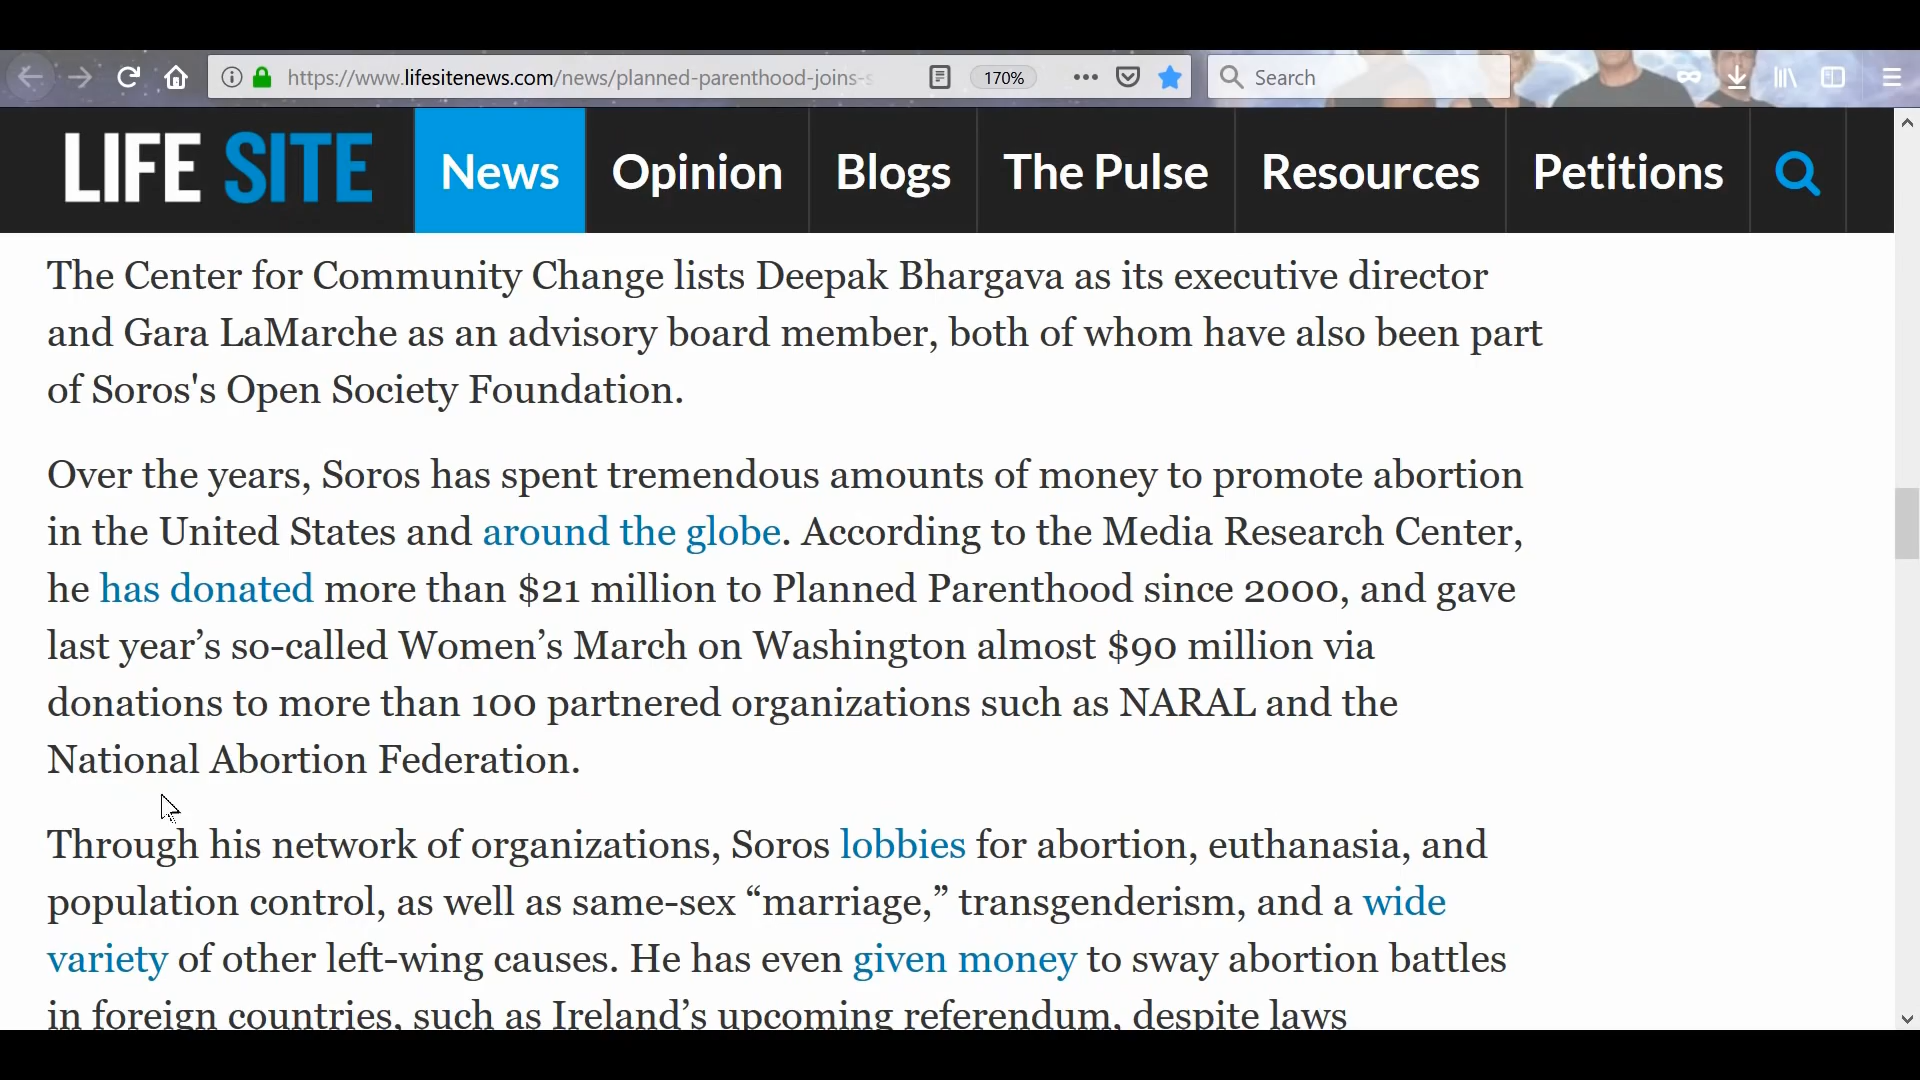 https://www.lifesitenews.com/news/planned-parenthood-joins-s
170%
Search
LIFE SITE
News
Opinion
Blogs
The Pulse
Resources
Petitions
The Center for Community Change lists Deepak Bhargava as its executive director
and Gara LaMarche as an advisory board member, both of whom have also been part
of Soros's Open Society Foundation.
Over the years, Soros has spent tremendous amounts of money to promote abortion
in the United States and around the globe. According to the Media Research Center,
he has donated more than $21 million to Planned Parenthood since 2000, and gave
last year’s so-called Women’s March on Washington almost $90 million via
donations to more than 100 partnered organizations such as NARAL and the
National Abortion Federation.
Through his network of organizations, Soros lobbies for abortion, euthanasia, and
population control, as well as same-sex “marriage,” transgenderism, and a wide
variety of other left-wing causes. He has even given money to sway abortion battles
in foreign countries, such as Ireland’s upcoming referendum, despite laws